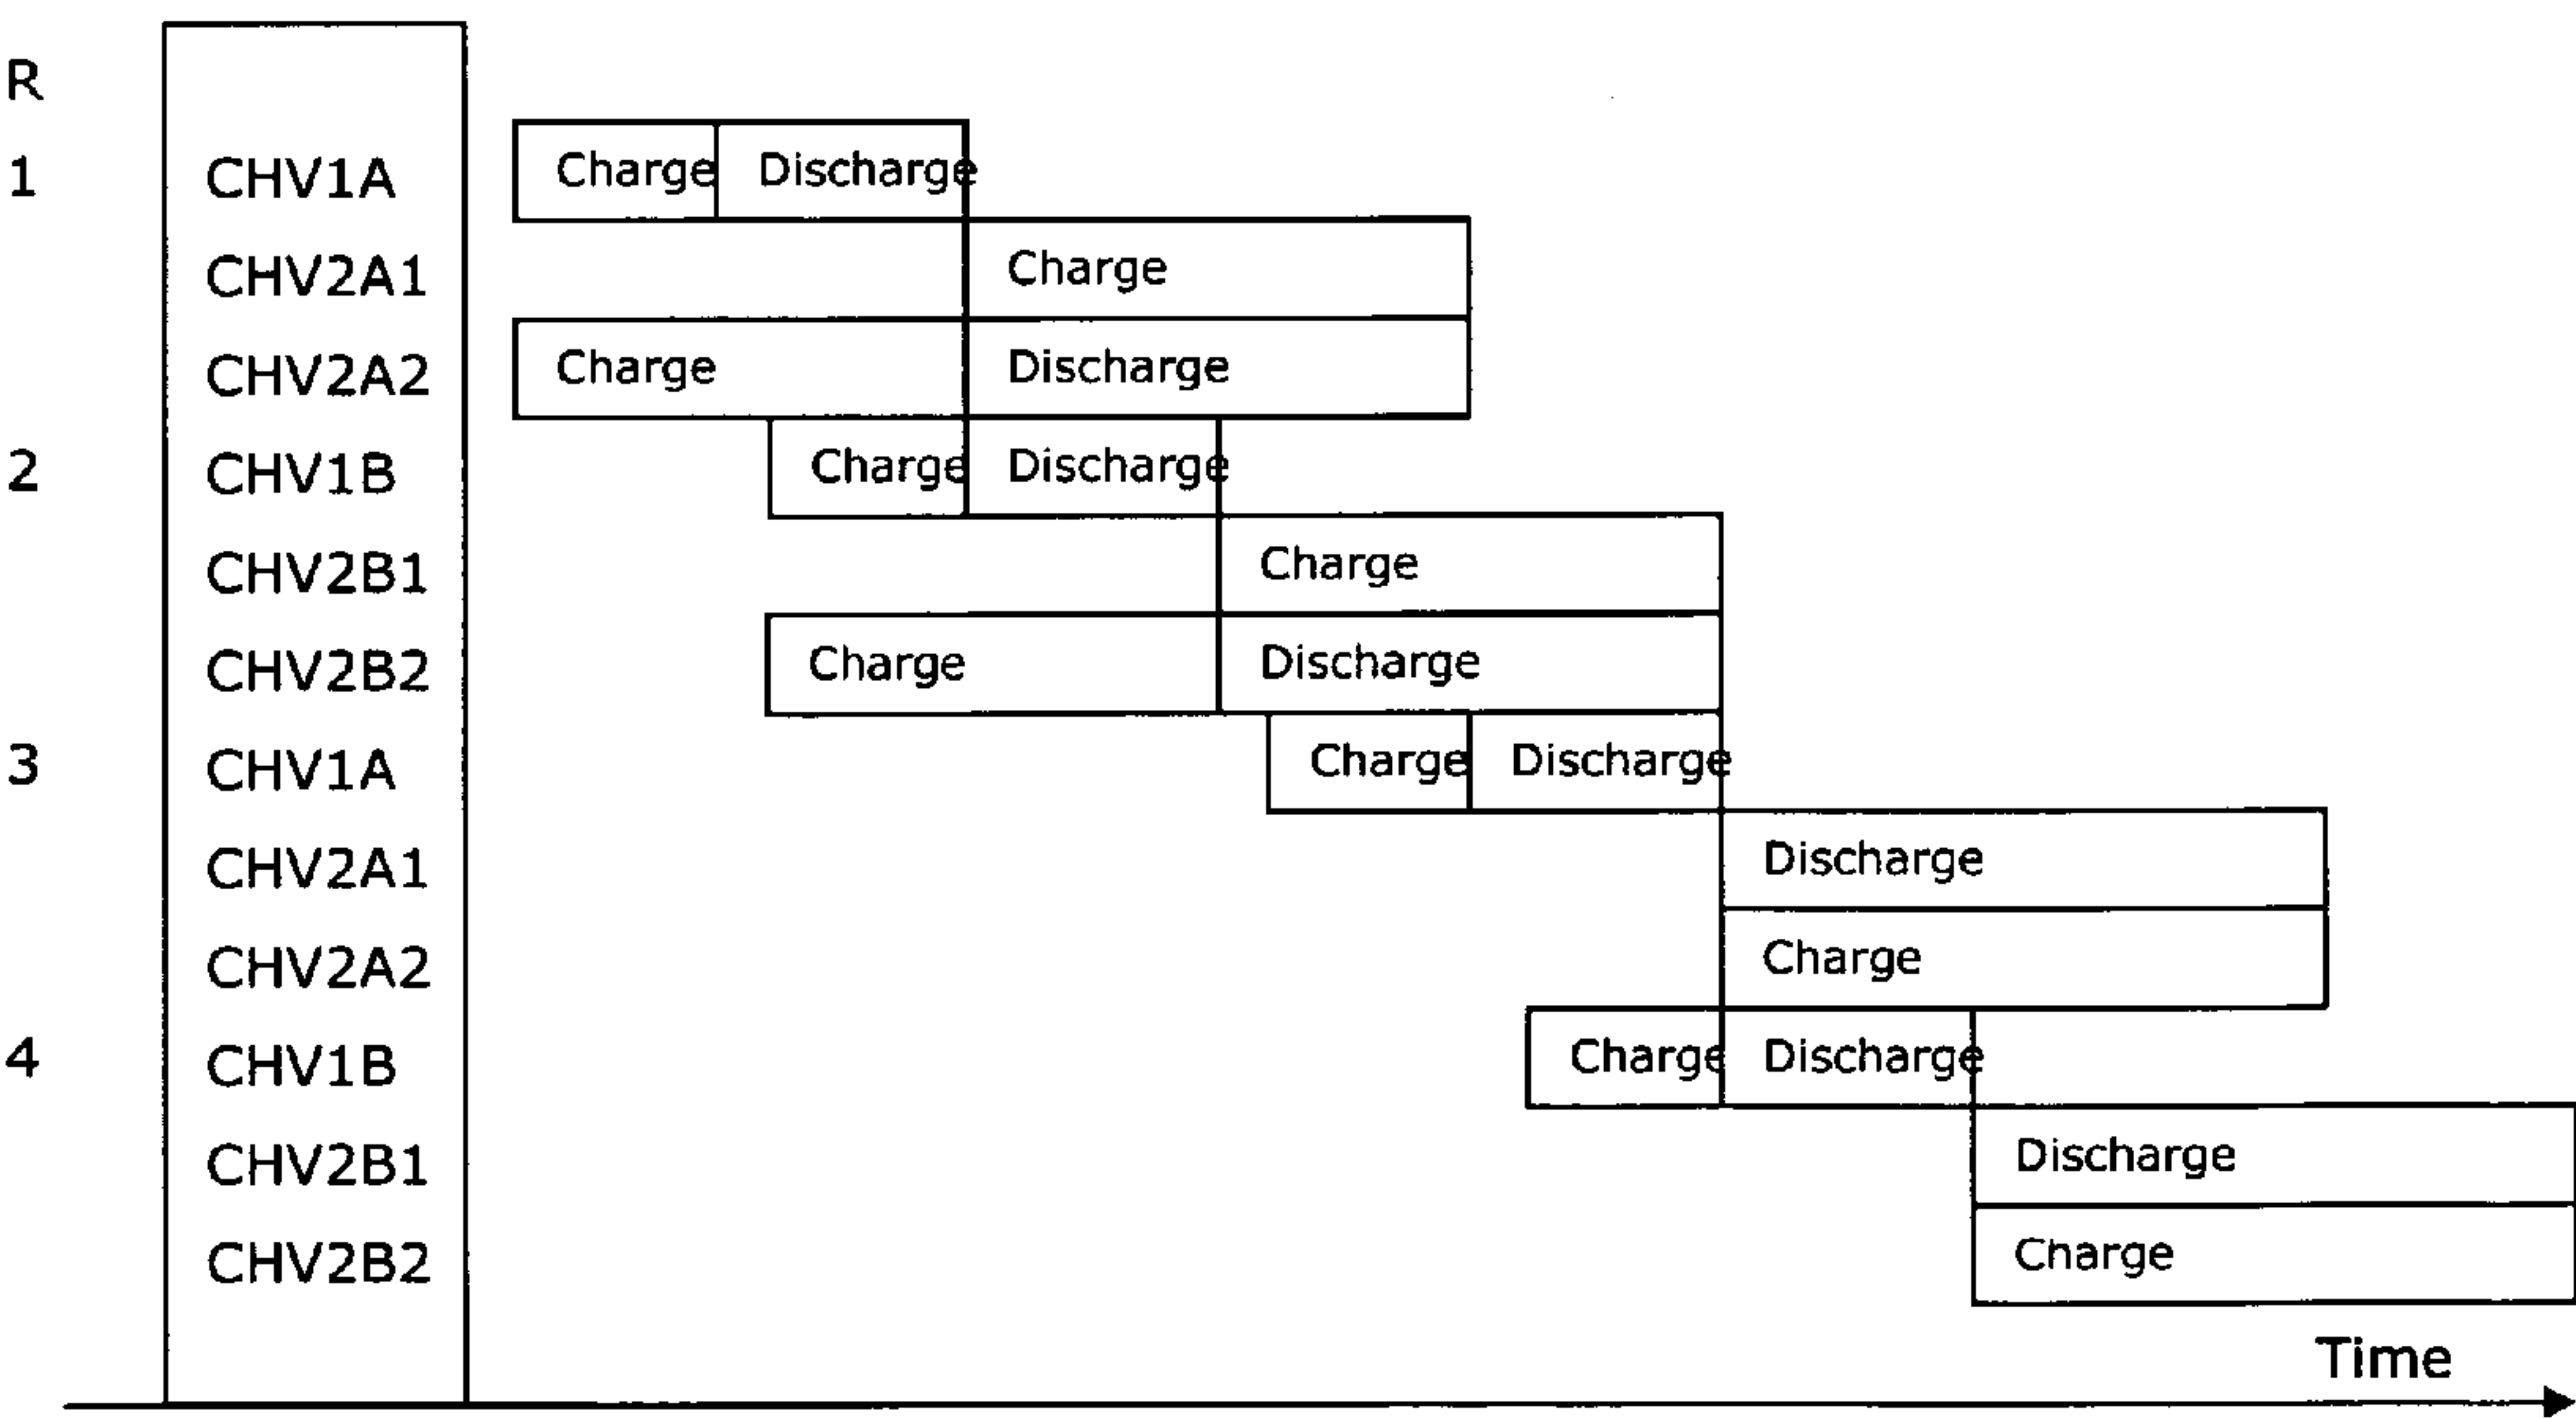 R
1 CHV1A Charge Discharge
CHV2A1 Charge
CHV2A2 Charge Discharge
2 CHV1B Charge Discharge
CHV2B1 Charge
CHV2B2 Charge Discharge
3 CHV1A Charge Discharge
CHV2A1 Discharge
CHV2A2 Charge
4 CHV1B Charge Discharge
CHV2B1 Discharge
CHV2B2 Charge
Time